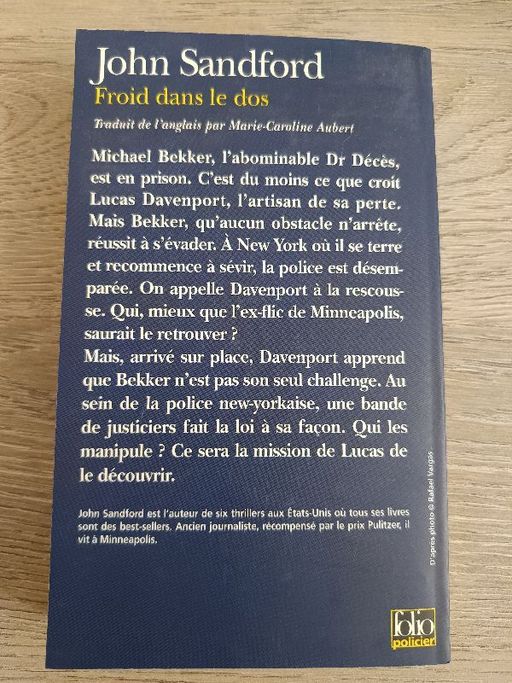 John Sandford
Froid dans le dos
Traduit de l'anglais par Marie-Caroline Aubert
Michael Bekker, l'abominable Dr Décès,
est en prison. C'est du moins ce que croit
Lucas Davenport, l'artisan de sa perte.
Mais Bekker, qu'aucun obstacle n'arrête,
réussit à s'évader. À New York où il se terre
et recommence à sévir, la police est désem-
parée. On appelle Davenport à la rescous-
se. Qui, mieux que l'ex-flic de Minneapolis,
saurait le retrouver ?
Mais, arrivé sur place, Davenport apprend
que Bekker n'est pas son seul challenge. Au
sein de la police new-yorkaise, une bande
de justiciers fait la loi à sa façon. Qui les
manipule ? Ce sera la mission de Lucas de
le découvrir.
John Sandford est l'auteur de six thrillers aux États-Unis où tous ses livres
sont des best-sellers. Ancien journaliste, récompensé par le prix Pulitzer, il
vit à Minneapolis.
D'après photo © Rafael Vargas
folio
policier